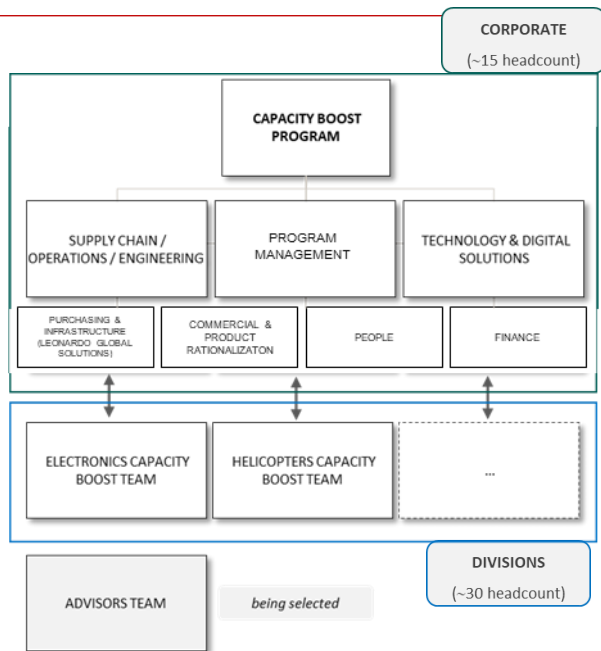 CORPORATE
(~15 headcount)
CAPACITY BOOST
PROGRAM
SUPPLY CHAIN /
OPERATIONS / ENGINEERING
PROGRAM
MANAGEMENT
TECHNOLOGY & DIGITAL
SOLUTIONS
PURCHASING &
INFRASTRUCTURE
(LEONARDO GLOBAL
SOLUTIONS)
COMMERCIAL &
PRODUCT
RATIONALIZATON
PEOPLE
FINANCE
ELECTRONICS CAPACITY
BOOST TEAM
HELICOPTERS CAPACITY
BOOST TEAM
...
DIVISIONS
(~30 headcount)
ADVISORS TEAM
being selected